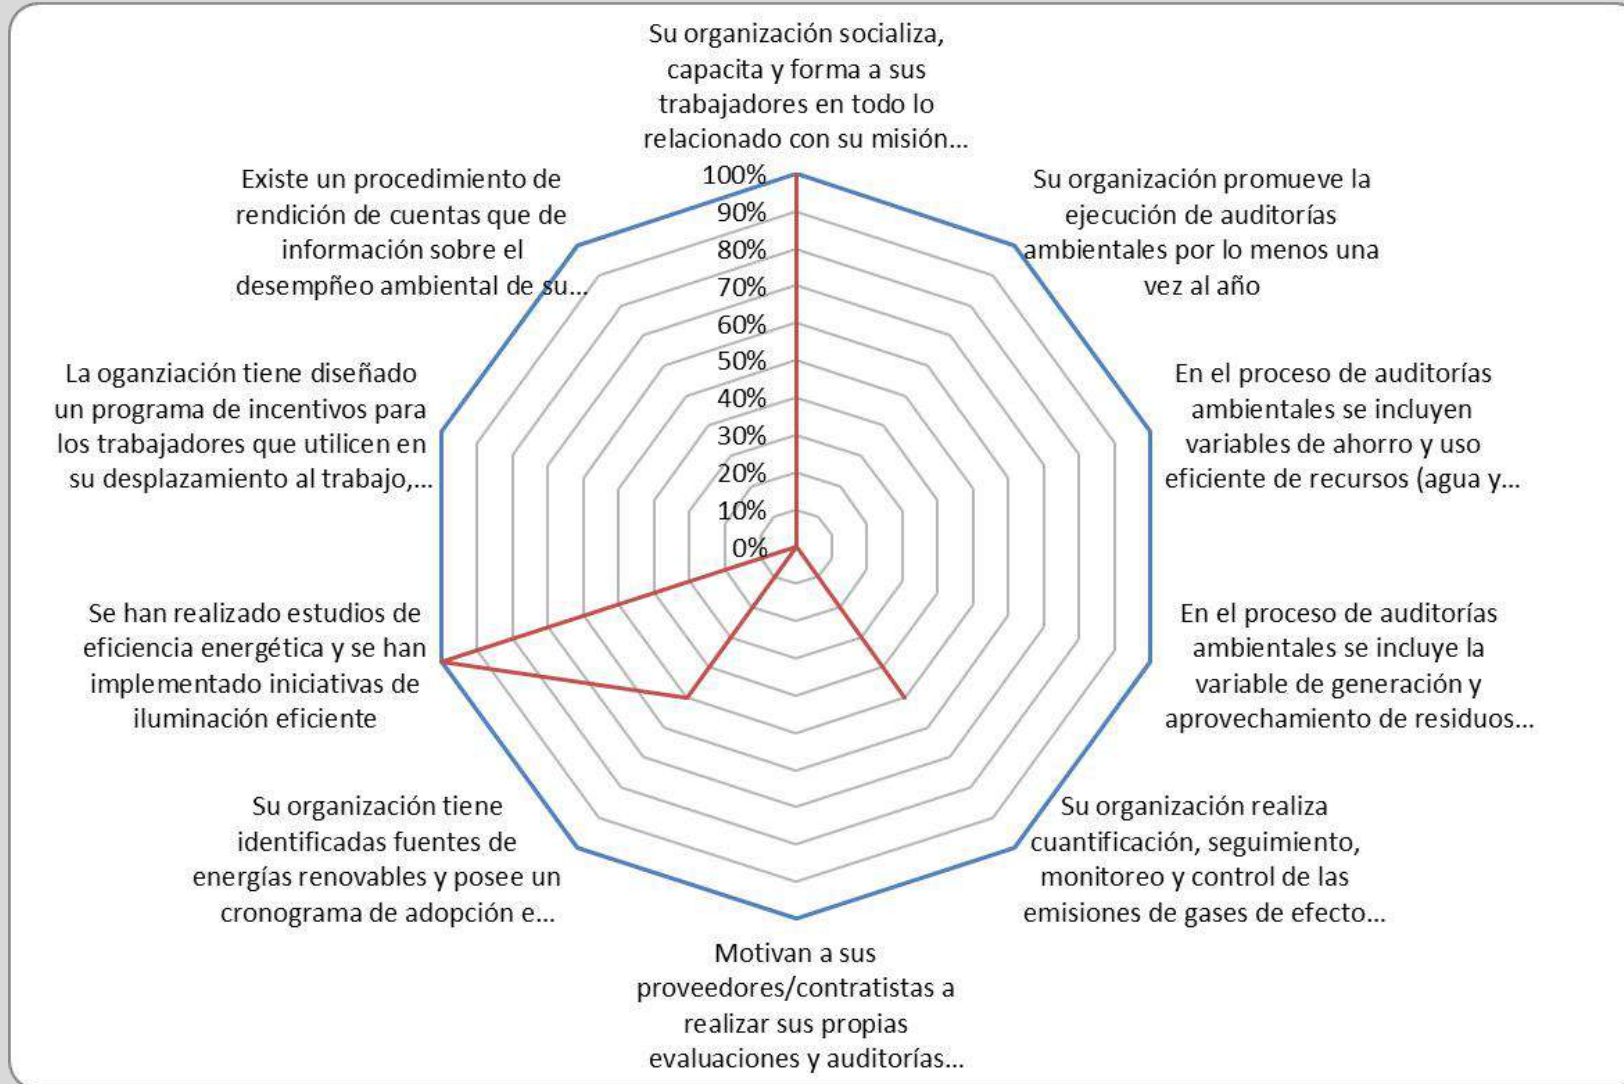 Su organización socializa,
capacita y forma a sus
trabajadores en todo lo
relacionado con su misión...
Su organización promueve la
ejecución de auditorías
ambientales por lo menos una
vez al año
En el proceso de auditorías
ambientales se incluyen
variables de ahorro y uso
eficiente de recursos (agua y...
En el proceso de auditorías
ambientales se incluye la
variable de generación y
aprovechamiento de residuos...
Su organización realiza
cuantificación, seguimiento,
monitoreo y control de las
emisiones de gases de efecto...
Motivan a sus
proveedores/contratistas a
realizar sus propias
evaluaciones y auditorías...
Su organización tiene
identificadas fuentes de
energías renovables y posee un
cronograma de adopción e...
Se han realizado estudios de
eficiencia energética y se han
implementado iniciativas de
iluminación eficiente
La oganziación tiene diseñado
un programa de incentivos para
los trabajadores que utilicen en
su desplazamiento al trabajo,...
Existe un procedimiento de
rendición de cuentas que de
información sobre el
desempñeo ambiental de su...
100%
90%
80%
70%
60%
50%
40%
30%
20%
10%
0%